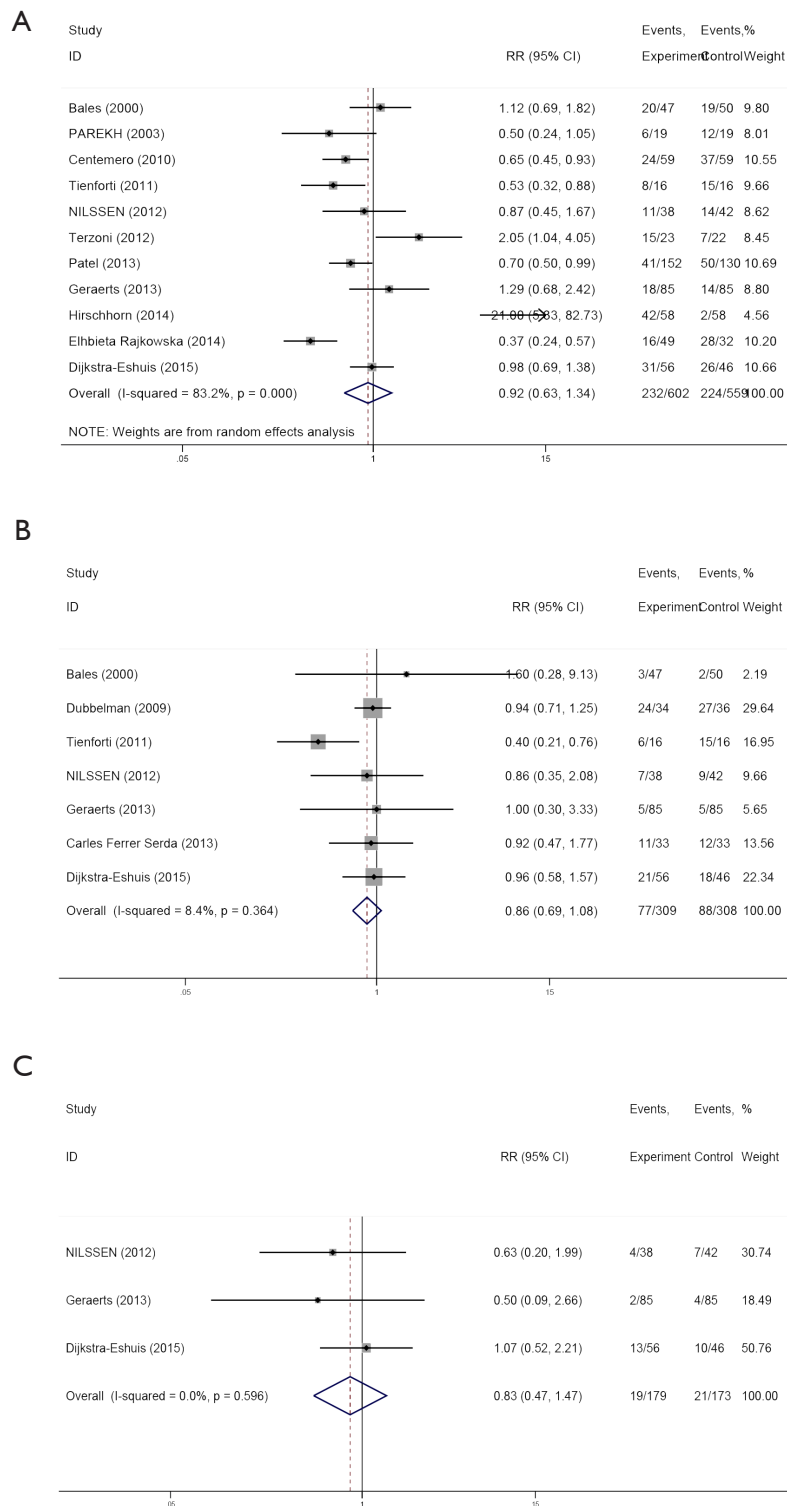 A
Study Events, Events, %
ID RR (95% CI) Experiment Control Weight
Bales (2000) 1.12 (0.69, 1.82) 20/47 19/50 9.80
PAREKH (2003) 0.50 (0.24, 1.05) 6/19 12/19 8.01
Centemero (2010) 0.65 (0.45, 0.93) 24/59 37/59 10.55
Tienforti (2011) 0.53 (0.32, 0.88) 8/16 15/16 9.66
NILSSEN (2012) 0.87 (0.45, 1.67) 11/38 14/42 8.62
Terzoni (2012) 2.05 (1.04, 4.05) 15/23 7/22 8.45
Patel (2013) 0.70 (0.50, 0.99) 41/152 50/130 10.69
Geraerts (2013) 1.29 (0.68, 2.42) 18/85 14/85 8.80
Hirschhorn (2014) 21.00 (5.33, 82.73) 42/58 2/58 4.56
Elhbieta Rajkowska (2014) 0.37 (0.24, 0.57) 16/49 28/32 10.20
Dijkstra-Eshuis (2015) 0.98 (0.69, 1.38) 31/56 26/46 10.66
Overall (I-squared = 83.2%, p = 0.000) 0.92 (0.63, 1.34) 232/602 224/559 100.00
NOTE: Weights are from random effects analysis
.05 1 15
B
Study Events, Events, %
ID RR (95% CI) Experiment Control Weight
Bales (2000) 1.60 (0.28, 9.13) 3/47 2/50 2.19
Dubbelman (2009) 0.94 (0.71, 1.25) 24/34 27/36 29.64
Tienforti (2011) 0.40 (0.21, 0.76) 6/16 15/16 16.95
NILSSEN (2012) 0.86 (0.35, 2.08) 7/38 9/42 9.66
Geraerts (2013) 1.00 (0.30, 3.33) 5/85 5/85 5.65
Carles Ferrer Serda (2013) 0.92 (0.47, 1.77) 11/33 12/33 13.56
Dijkstra-Eshuis (2015) 0.96 (0.58, 1.57) 21/56 18/46 22.34
Overall (I-squared = 8.4%, p = 0.364) 0.86 (0.69, 1.08) 77/309 88/308 100.00
.05 1 15
C
Study Events, Events, %
ID RR (95% CI) Experiment Control Weight
NILSSEN (2012) 0.63 (0.20, 1.99) 4/38 7/42 30.74
Geraerts (2013) 0.50 (0.09, 2.66) 2/85 4/85 18.49
Dijkstra-Eshuis (2015) 1.07 (0.52, 2.21) 13/56 10/46 50.76
Overall (I-squared = 0.0%, p = 0.596) 0.83 (0.47, 1.47) 19/179 21/173 100.00
.05 1 15